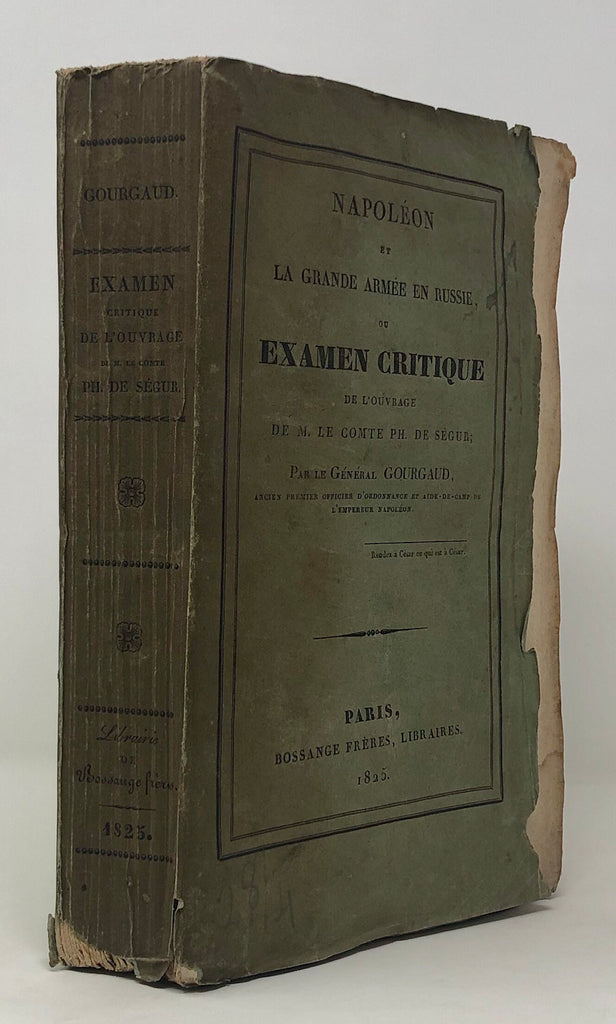 GOURGAUD.
EXAMEN
CRITIQUE
DE L'OUVRAGE
DE M. LE COMTE
PH. DE SÉGUR.
Librairie
DE
Bossange frères.
1825.
NAPOLÉON
ET
LA GRANDE ARMÉE EN RUSSIE,
OU
EXAMEN CRITIQUE
DE L'OUVRAGE
DE M. LE COMTE PH. DE SÉGUR;
PAR LE GÉNÉRAL GOURGAUD,
ANCIEN PREMIER OFFICIER D'ORDONNANCE ET AIDE-DE-CAMP DE
L'EMPEREUR NAPOLÉON.
Rendez à César ce qui est à César.
PARIS,
BOSSANGE FRÈRES, LIBRAIRES.
1825.